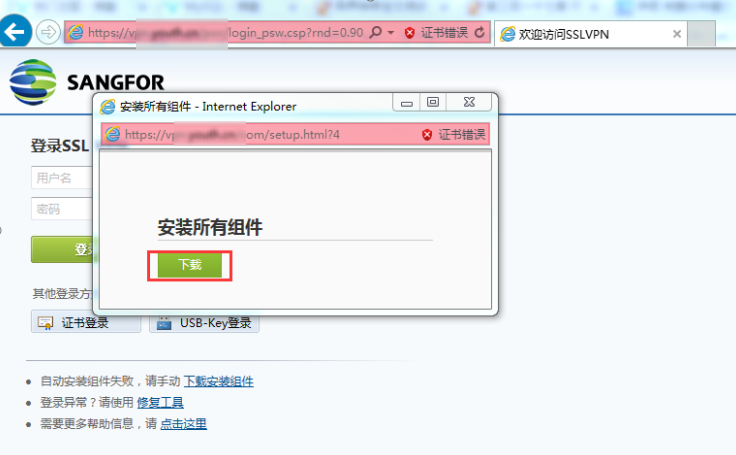 https://vp
login_psw.csp?rnd=0.90
证书错误
欢迎访问SSLVPN
SANGFOR
安装所有组件 - Internet Explorer
https://vp
om/setup.html?4
证书错误
登录SSL
用户名
密码
安装所有组件
下载
登
其他登录方
证书登录
USB-Key登录
自动安装组件失败，请手动 下载安装组件
登录异常？请使用 修复工具
需要更多帮助信息，请 点击这里